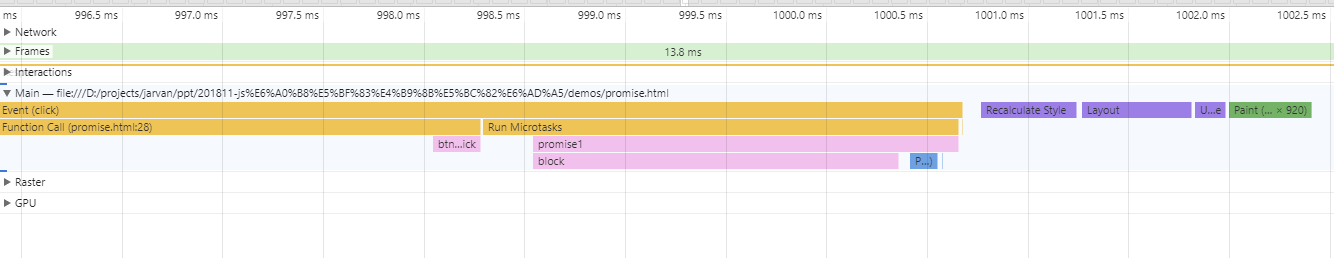 ms 996.5 ms 997.0 ms 997.5 ms 998.0 ms 998.5 ms 999.0 ms 999.5 ms 1000.0 ms 1000.5 ms 1001.0 ms 1001.5 ms 1002.0 ms 1002.5 ms
Network
Frames 13.8 ms
Interactions
Main — file:///D:/projects/jarvan/ppt/201811-js%E6%A0%B8%E5%BF%83%E4%B9%8B%E5%BC%82%E6%AD%A5/demos/promise.html
Event (click) Recalculate Style Layout U...e Paint (... × 920)
Function Call (promise.html:28) Run Microtasks
btn...ick promise1
block P...)
Raster
GPU